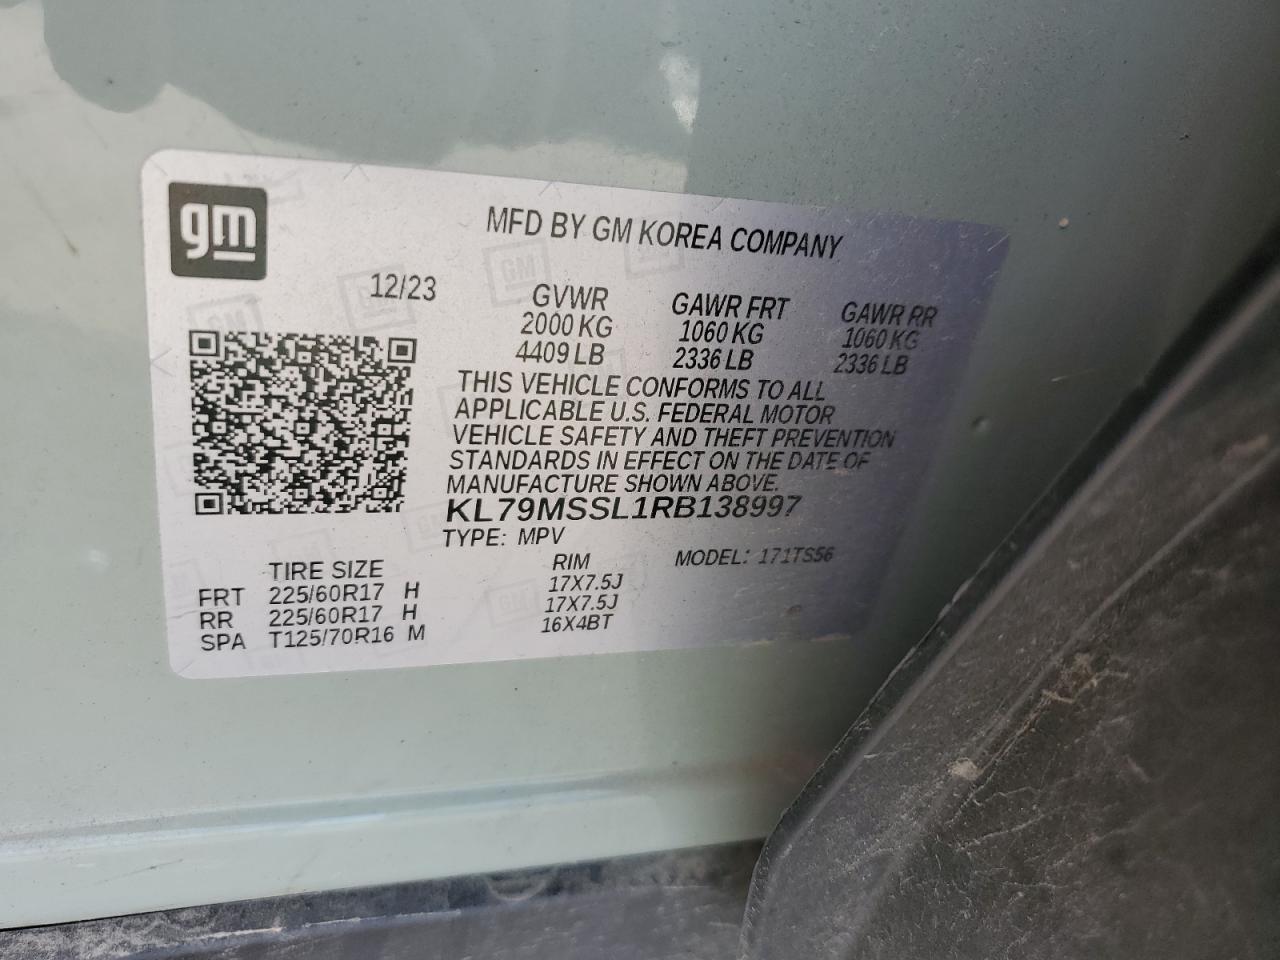 gm
MFD BY GM KOREA COMPANY
12/23
GVWR GAWR FRT GAWR RR
2000 KG 1060 KG 1060 KG
4409 LB 2336 LB 2336 LB
THIS VEHICLE CONFORMS TO ALL
APPLICABLE U.S. FEDERAL MOTOR
VEHICLE SAFETY AND THEFT PREVENTION
STANDARDS IN EFFECT ON THE DATE OF
MANUFACTURE SHOWN ABOVE.
KL79MSSL1RB138997
TYPE: MPV MODEL: 171TS56
TIRE SIZE RIM
FRT 225/60R17 H 17X7.5J
RR 225/60R17 H 17X7.5J
SPA T125/70R16 M 16X4BT